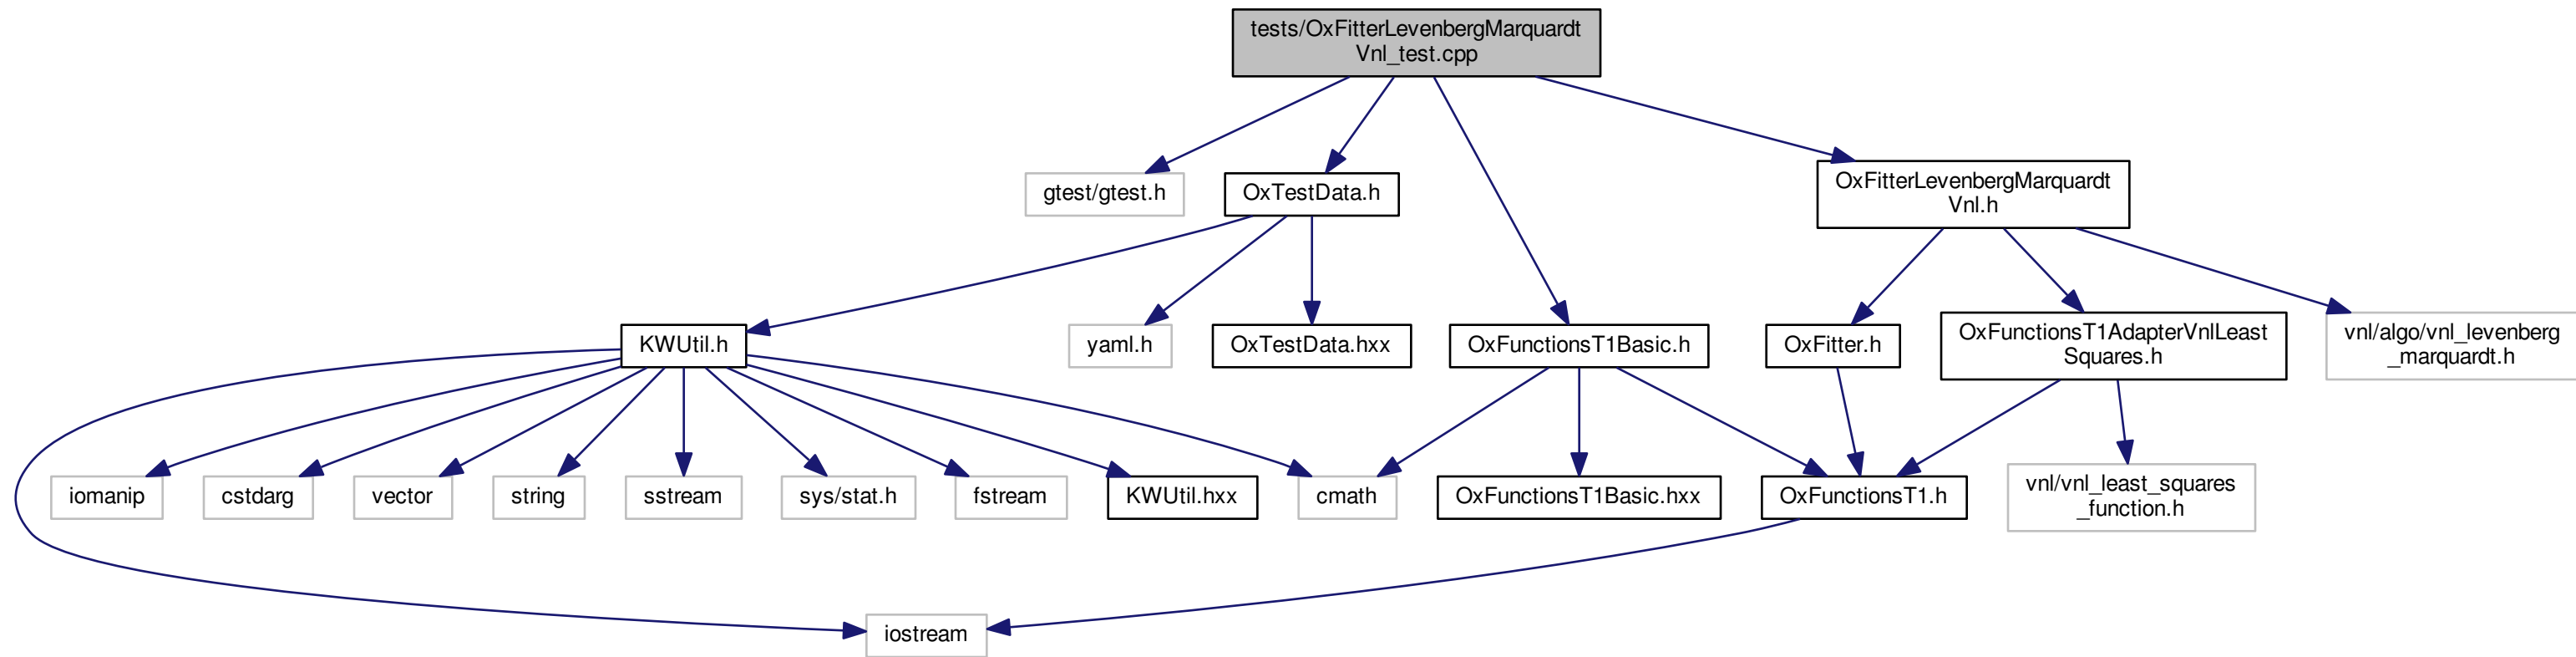 tests/OxFitterLevenbergMarquardt
Vnl_test.cpp
gtest/gtest.h
OxTestData.h
OxFitterLevenbergMarquardt
Vnl.h
KWUtil.h
yaml.h
OxTestData.hxx
OxFunctionsT1Basic.h
OxFitter.h
OxFunctionsT1AdapterVnlLeast
Squares.h
vnl/algo/vnl_levenberg
_marquardt.h
iomanip
cstdarg
vector
string
sstream
sys/stat.h
fstream
KWUtil.hxx
cmath
OxFunctionsT1Basic.hxx
OxFunctionsT1.h
vnl/vnl_least_squares
_function.h
iostream